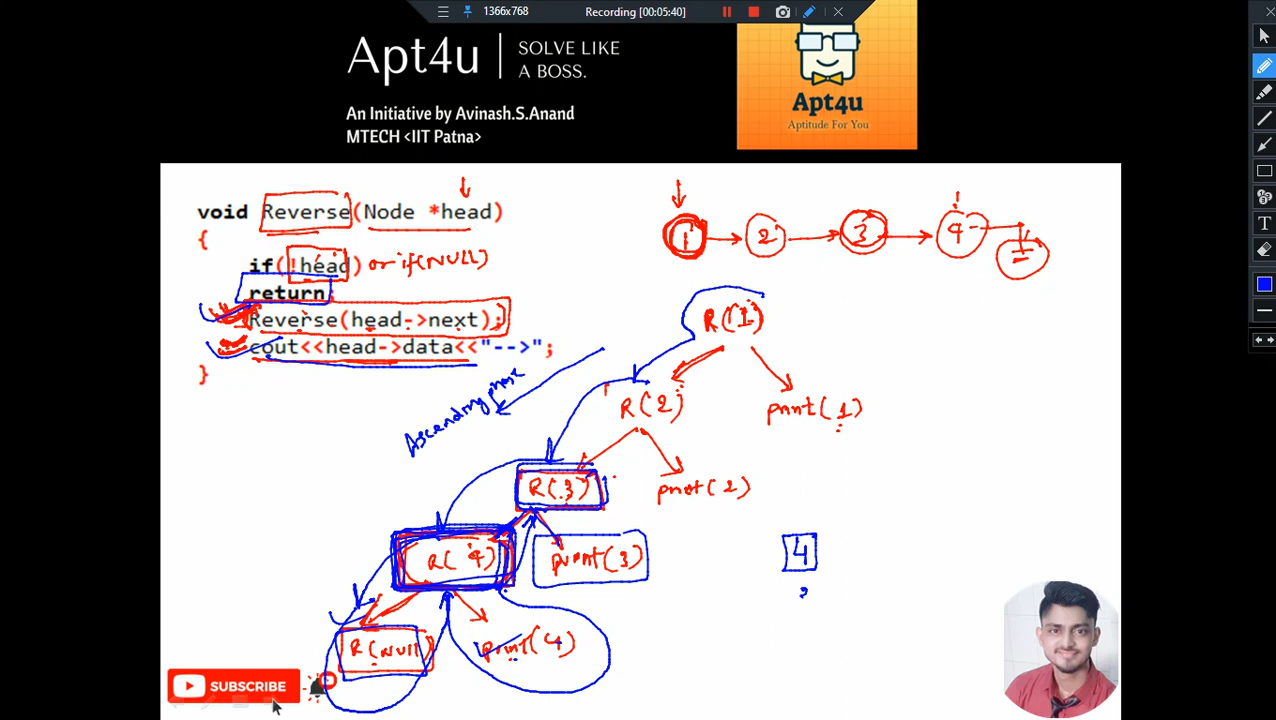 1366x768
Recording [00:05:40]
Apt4u
SOLVE LIKE
A BOSS.
An Initiative by Avinash.S.Anand
MTECH <IIT Patna>
Apt4u
Aptitude For You
void Reverse(Node *head)
{
if(!head) or if(NULL)
return;
Reverse(head->next);
cout<<head->data<<"-->";
}
1 2 3 4
R(1)
Ascending phase
R(2) print(1)
R(3) print(2)
R(4) print(3)
4
R(NULL) print(4)
SUBSCRIBE
T